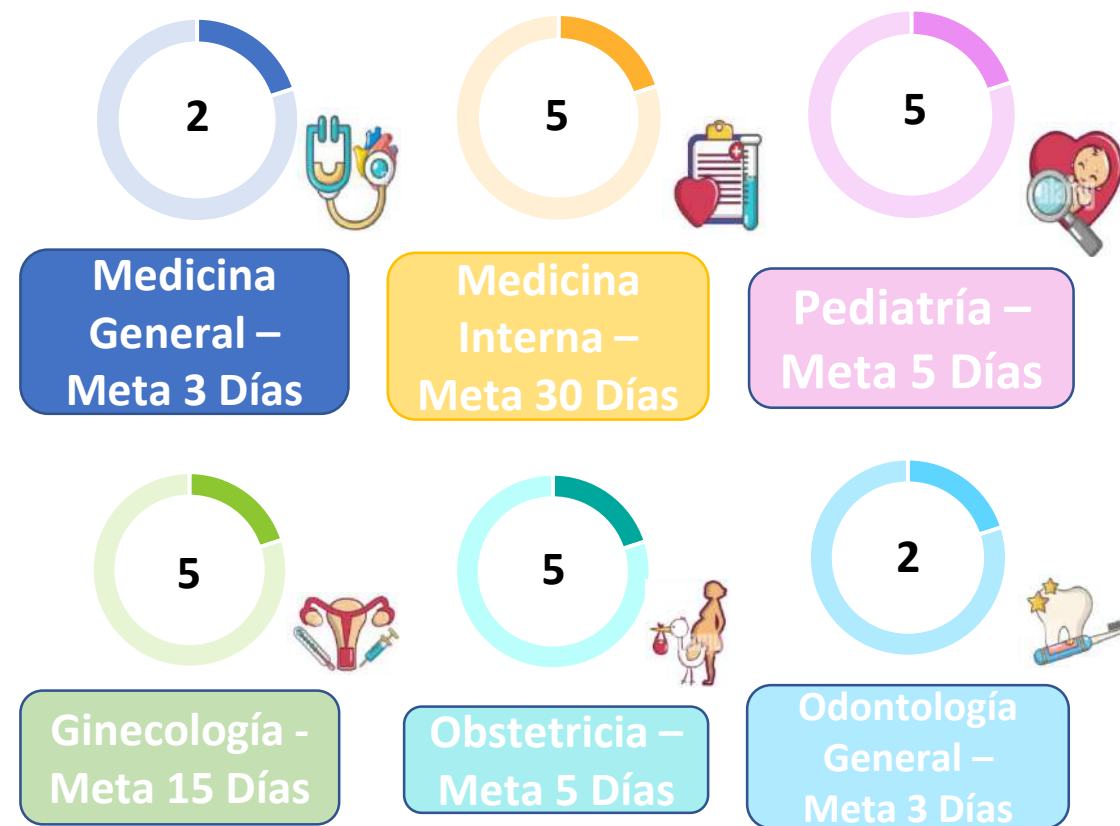 2
5
5
Medicina
General –
Meta 3 Días
Medicina
Interna –
Meta 30 Días
Pediatría –
Meta 5 Días
5
5
2
Ginecología -
Meta 15 Días
Obstetricia –
Meta 5 Días
Odontología
General –
Meta 3 Días